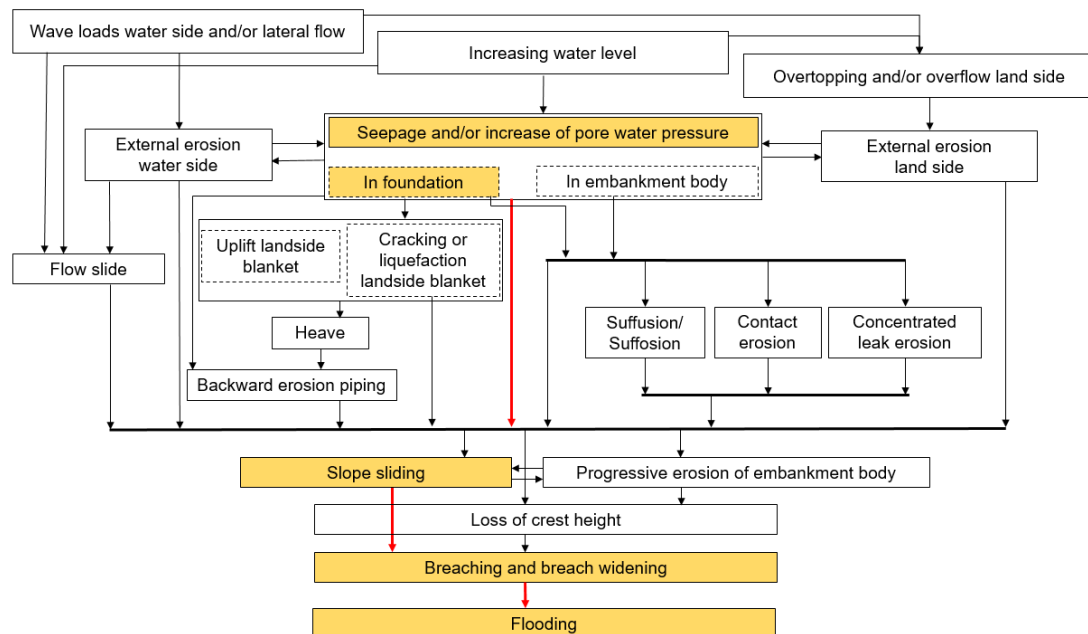 Wave loads water side and/or lateral flow
Increasing water level
Overtopping and/or overflow land side
Seepage and/or increase of pore water pressure
External erosion
water side
External erosion
land side
In foundation
In embankment body
Uplift landside
blanket
Cracking or
liquefaction
landside blanket
Flow slide
Heave
Suffusion/
Suffosion
Contact
erosion
Concentrated
leak erosion
Backward erosion piping
Slope sliding
Progressive erosion of embankment body
Loss of crest height
Breaching and breach widening
Flooding